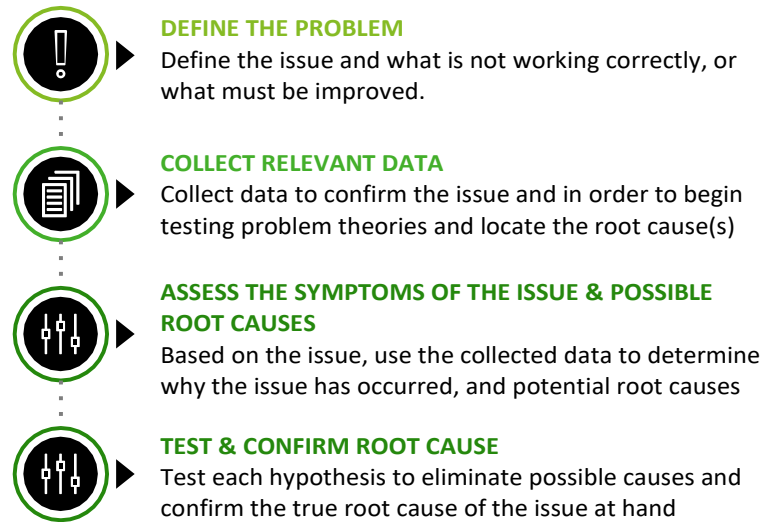 DEFINE THE PROBLEM
Define the issue and what is not working correctly, or
what must be improved.
COLLECT RELEVANT DATA
Collect data to confirm the issue and in order to begin
testing problem theories and locate the root cause(s)
ASSESS THE SYMPTOMS OF THE ISSUE & POSSIBLE
ROOT CAUSES
Based on the issue, use the collected data to determine
why the issue has occurred, and potential root causes
TEST & CONFIRM ROOT CAUSE
Test each hypothesis to eliminate possible causes and
confirm the true root cause of the issue at hand